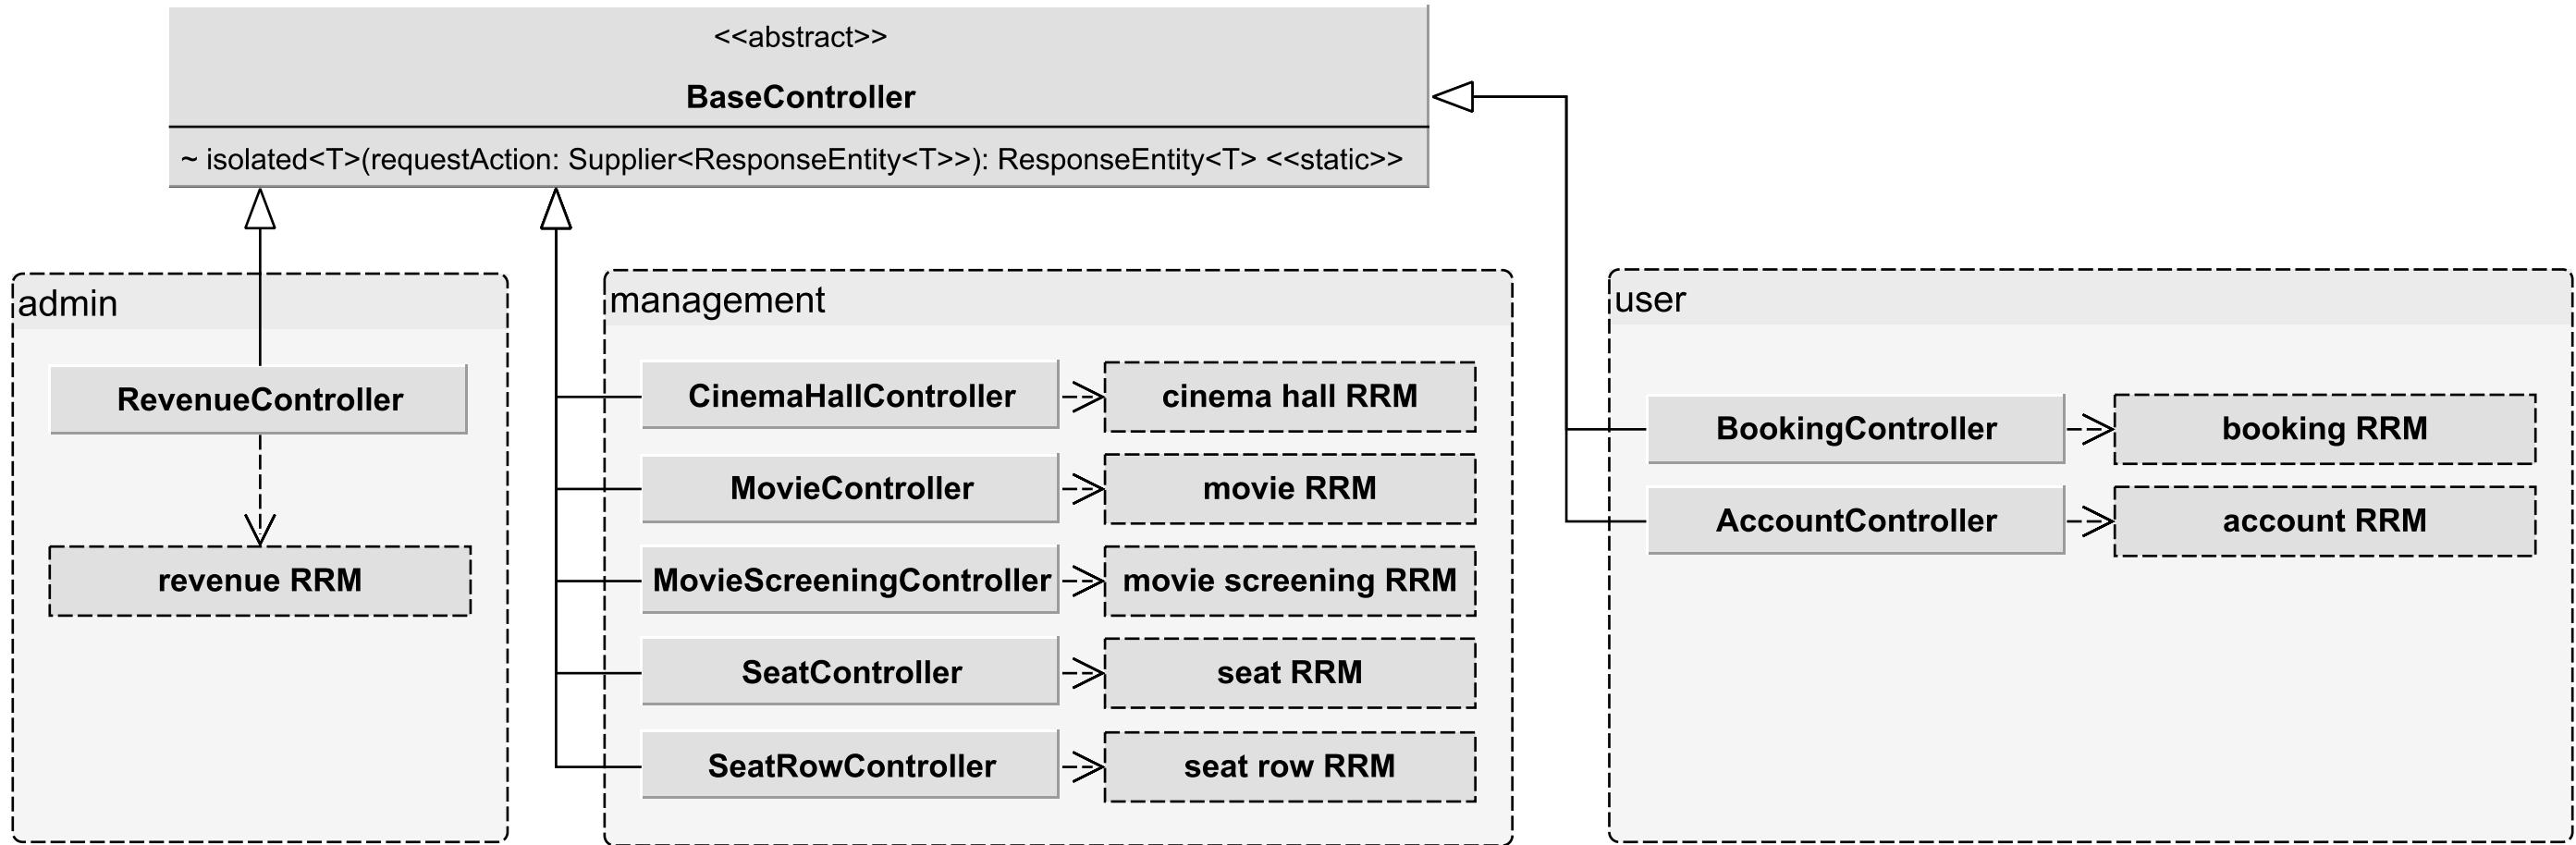 <<abstract>>
BaseController
~ isolated<T>(requestAction: Supplier<ResponseEntity<T>>): ResponseEntity<T> <<static>>
admin
RevenueController
revenue RRM
management
CinemaHallController
cinema hall RRM
MovieController
movie RRM
MovieScreeningController
movie screening RRM
SeatController
seat RRM
SeatRowController
seat row RRM
user
BookingController
booking RRM
AccountController
account RRM